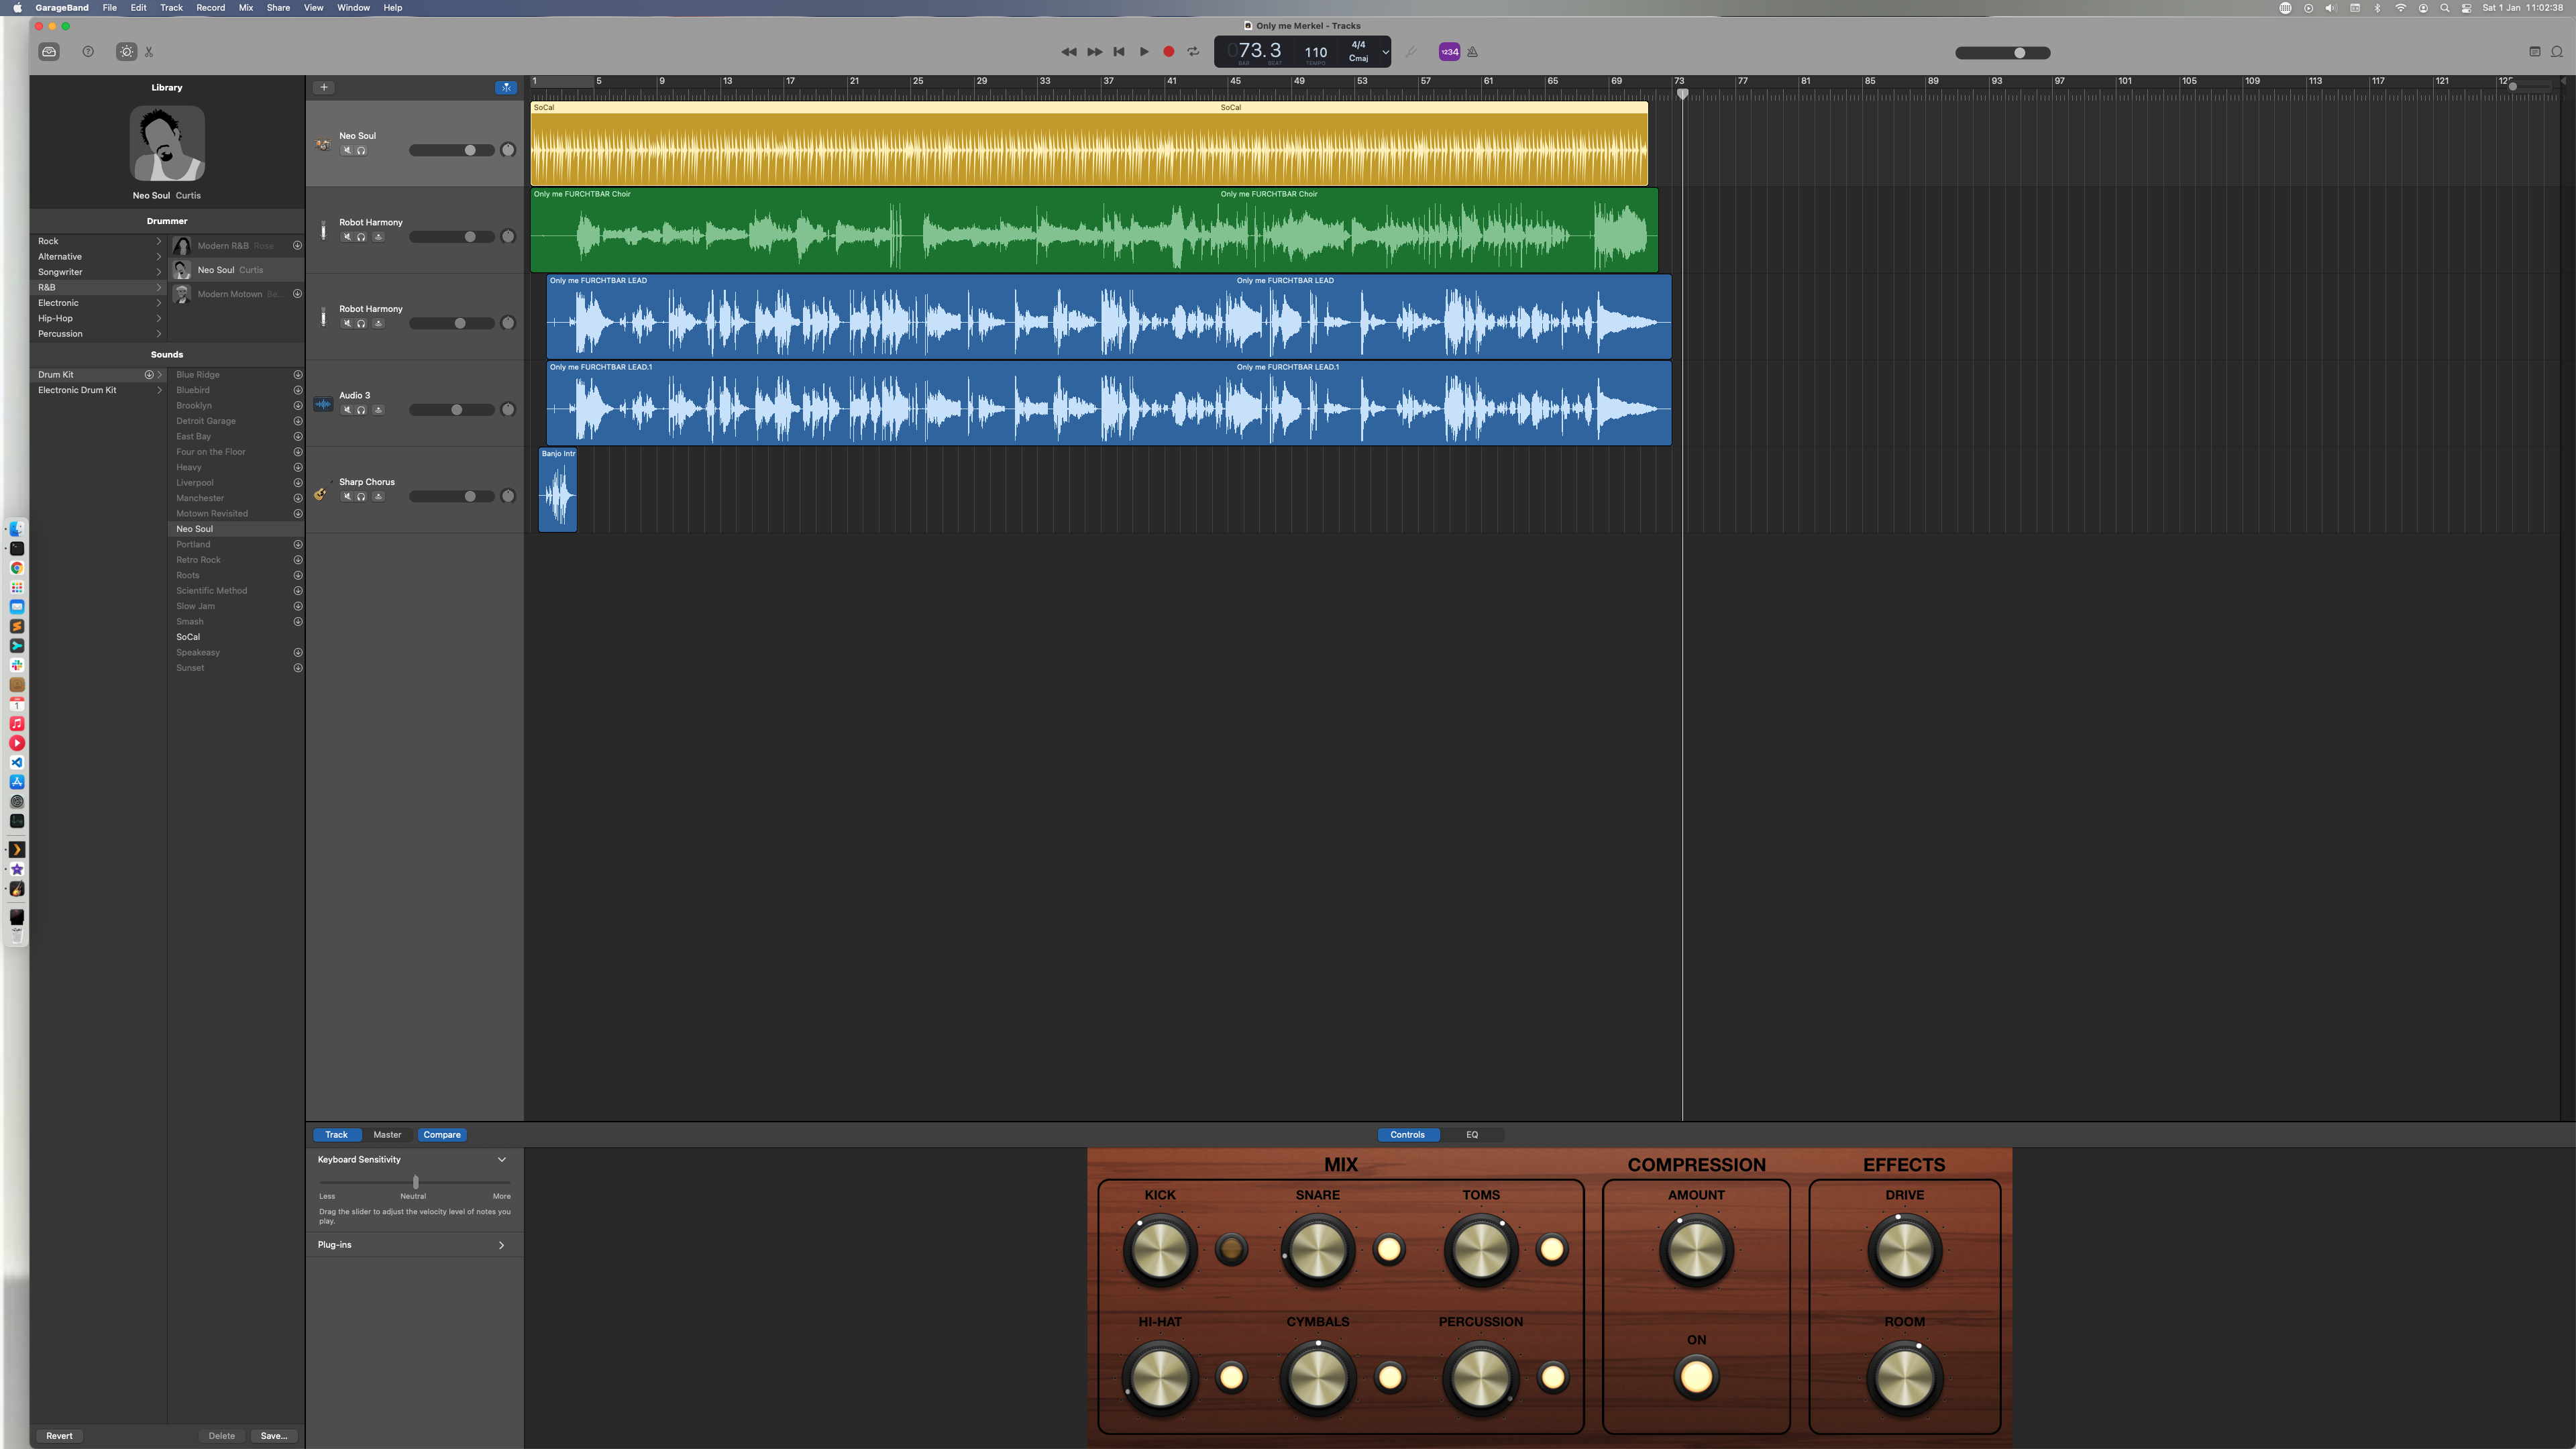 GarageBand File Edit Track Record Mix Share View Window Help
Sat 1 Jan 11:02:38
Only me Merkel - Tracks
073.3
BAR BEAT
110
TEMPO
4/4
Cmaj
1234
Library
Neo Soul Curtis
Drummer
Rock
Alternative
Songwriter
R&B
Electronic
Hip-Hop
Percussion
Modern R&B Rose
Neo Soul Curtis
Modern Motown Be...
Sounds
Drum Kit
Electronic Drum Kit
Blue Ridge
Bluebird
Brooklyn
Detroit Garage
East Bay
Four on the Floor
Heavy
Liverpool
Manchester
Motown Revisited
Neo Soul
Portland
Retro Rock
Roots
Scientific Method
Slow Jam
Smash
SoCal
Speakeasy
Sunset
Revert
Delete
Save...
1 5 9 13 17 21 25 29 33 37 41 45 49 53 57 61 65 69 73 77 81 85 89 93 97 101 105 109 113 117 121
Neo Soul
SoCal SoCal
Robot Harmony
Only me FURCHTBAR Choir Only me FURCHTBAR Choir
Robot Harmony
Only me FURCHTBAR LEAD Only me FURCHTBAR LEAD
Audio 3
Only me FURCHTBAR LEAD.1 Only me FURCHTBAR LEAD.1
Sharp Chorus
Banjo Intr
Track Master Compare
Controls EQ
Keyboard Sensitivity
Less Neutral More
Drag the slider to adjust the velocity level of notes you
play.
Plug-ins
MIX COMPRESSION EFFECTS
KICK SNARE TOMS AMOUNT DRIVE
HI-HAT CYMBALS PERCUSSION ON ROOM